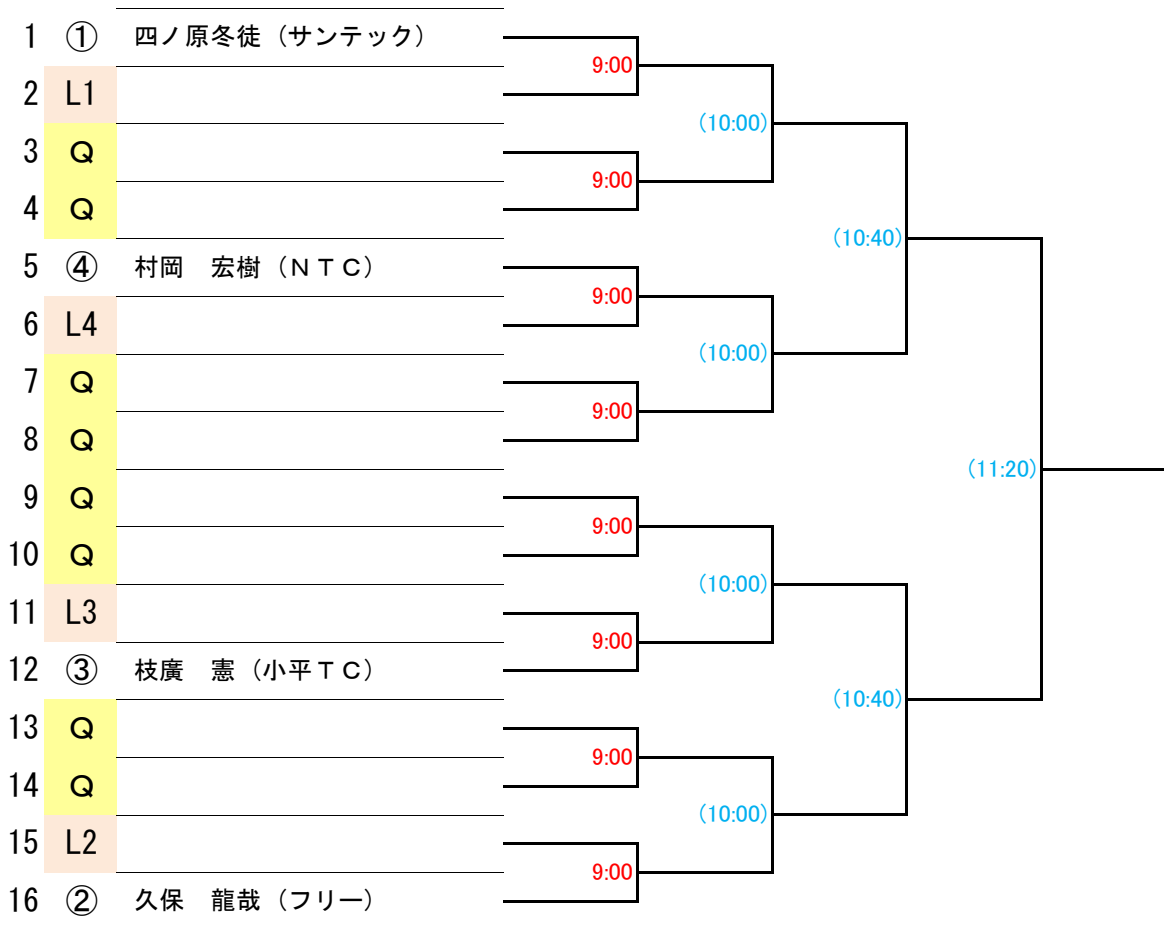 1 ① 四ノ原冬徒（サンテック）
9:00
2 L1
(10:00)
3 Q
9:00
4 Q
(10:40)
5 ④ 村岡　宏樹（ＮＴＣ）
9:00
6 L4
(10:00)
7 Q
9:00
8 Q
(11:20)
9 Q
9:00
10 Q
(10:00)
11 L3
9:00
12 ③ 枝廣　憲（小平ＴＣ）
(10:40)
13 Q
9:00
14 Q
(10:00)
15 L2
9:00
16 ② 久保　龍哉（フリー）